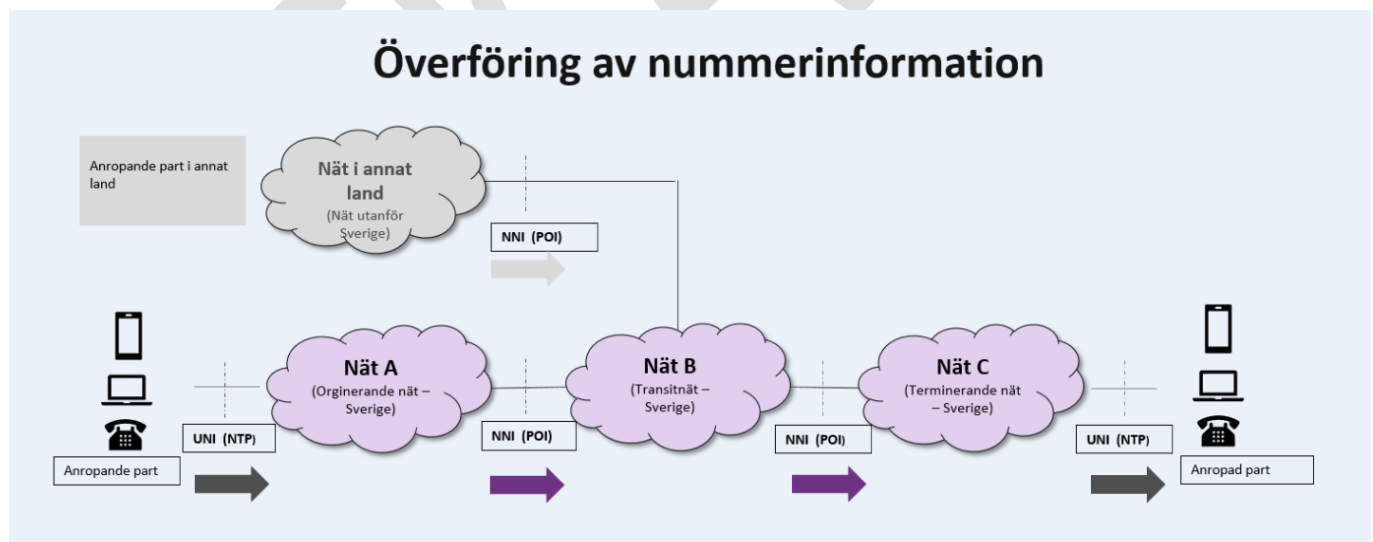 Överföring av nummerinformation
Anropande part i annat
land
Nät i annat
land
(Nät utanför
Sverige)
NNI (POI)
Nät A
(Orginerande nät –
Sverige)
Nät B
(Transitnät –
Sverige)
Nät C
(Terminerande nät
– Sverige)
UNI (NTP)
NNI (POI)
NNI (POI)
UNI (NTP)
Anropande part
Anropad part